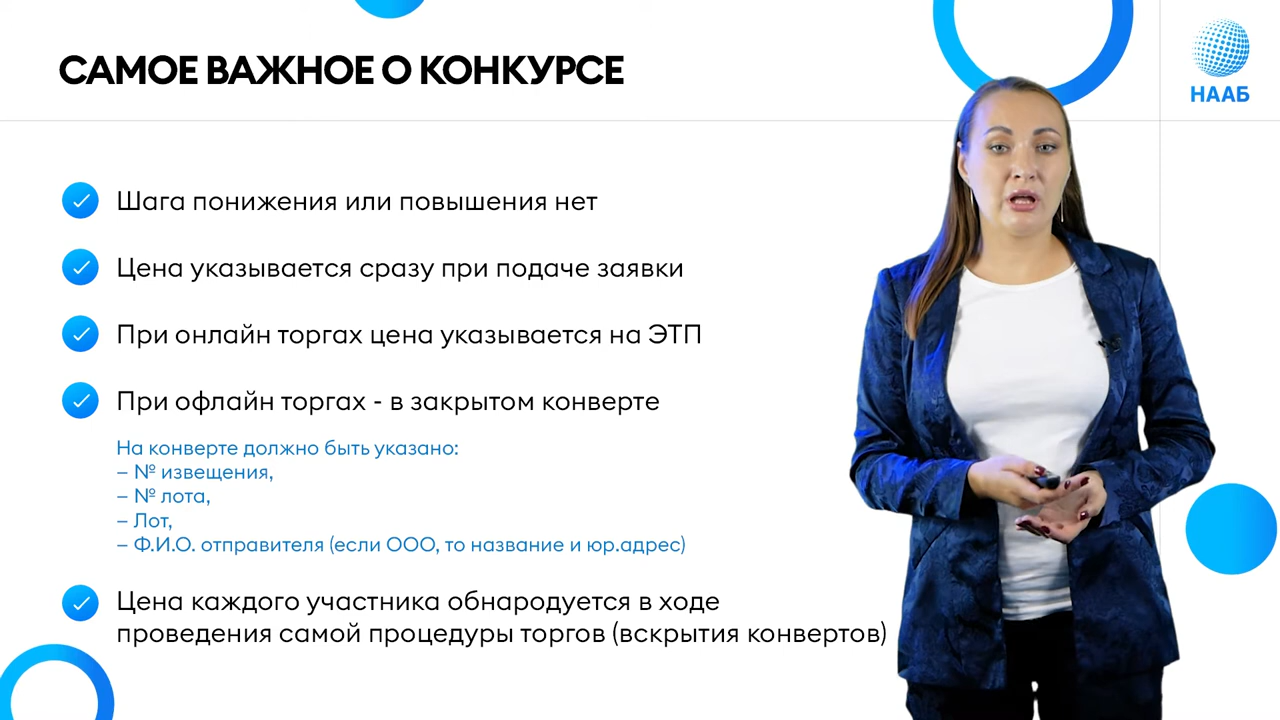 САМОЕ ВАЖНОЕ О КОНКУРСЕ
НААБ
Шага понижения или повышения нет
Цена указывается сразу при подаче заявки
При онлайн торгах цена указывается на ЭТП
При офлайн торгах - в закрытом конверте
На конверте должно быть указано:
– № извещения,
– № лота,
– Лот,
– Ф.И.О. отправителя (если ООО, то название и юр.адрес)
Цена каждого участника обнародуется в ходе
проведения самой процедуры торгов (вскрытия конвертов)